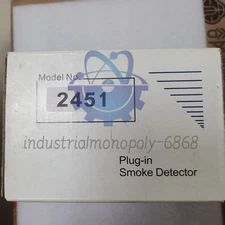 Model No.
2451
industrialmonopoly-6868
Plug-in
Smoke Detector